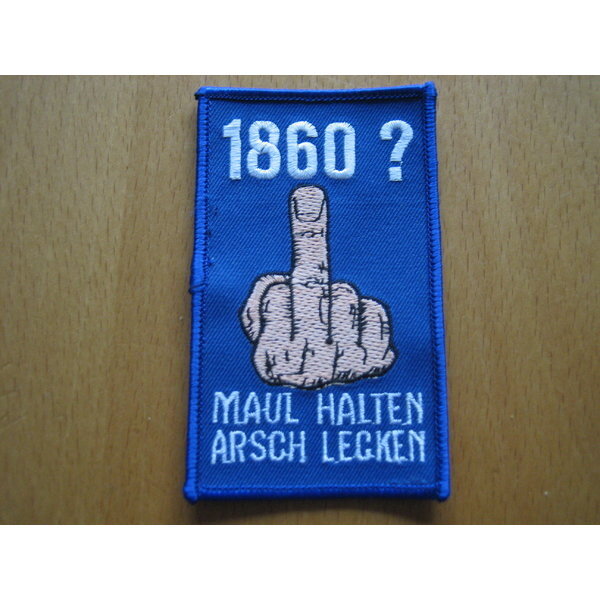 1860 ?
MAUL HALTEN
ARSCH LECKEN